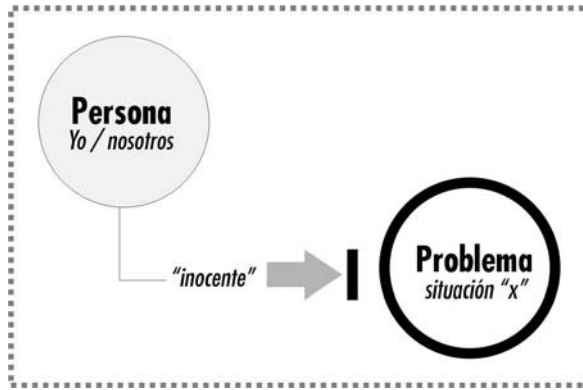 Persona
Yo / nosotros
“inocente”
Problema
situación “x”